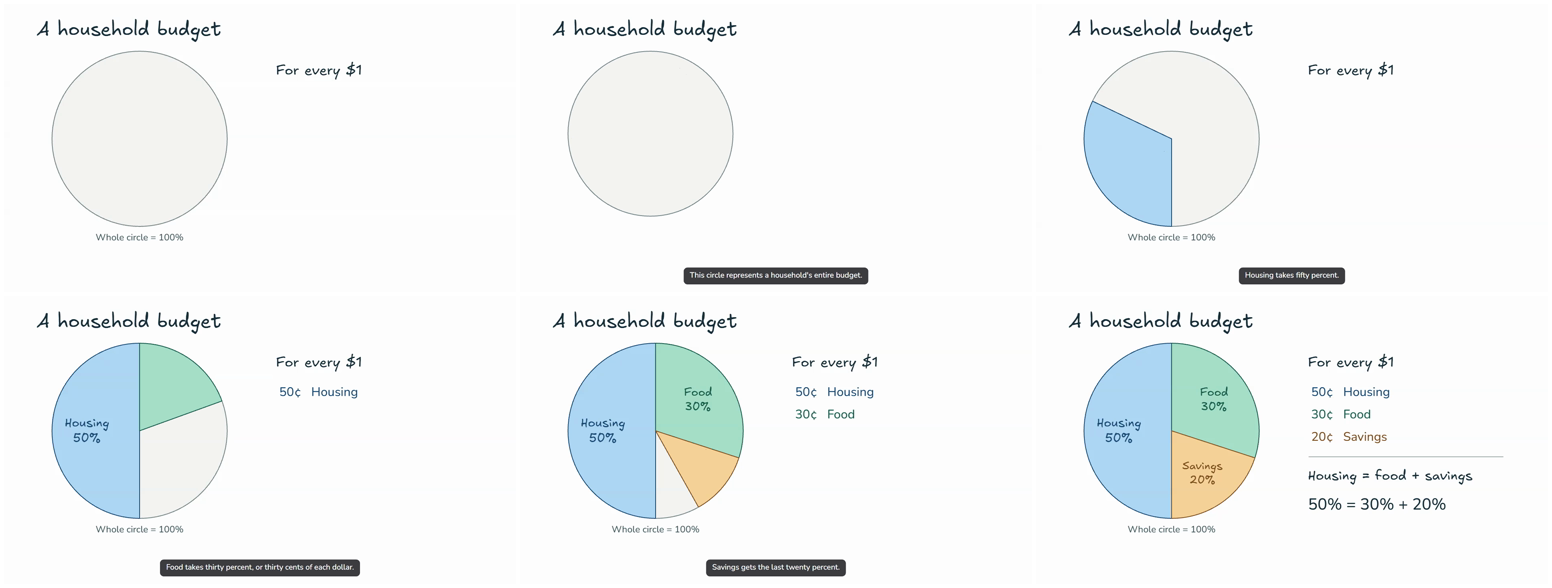 A household budget
For every $1
Whole circle = 100%
A household budget
This circle represents a household's entire budget.
A household budget
For every $1
Whole circle = 100%
Housing takes fifty percent.
A household budget
For every $1
50¢ Housing
Housing
50%
Whole circle = 100%
Food takes thirty percent, or thirty cents of each dollar.
A household budget
For every $1
50¢ Housing
30¢ Food
Food
30%
Housing
50%
Whole circle = 100%
Savings gets the last twenty percent.
A household budget
For every $1
50¢ Housing
30¢ Food
20¢ Savings
Food
30%
Housing
50%
Savings
20%
Housing = food + savings
50% = 30% + 20%
Whole circle = 100%